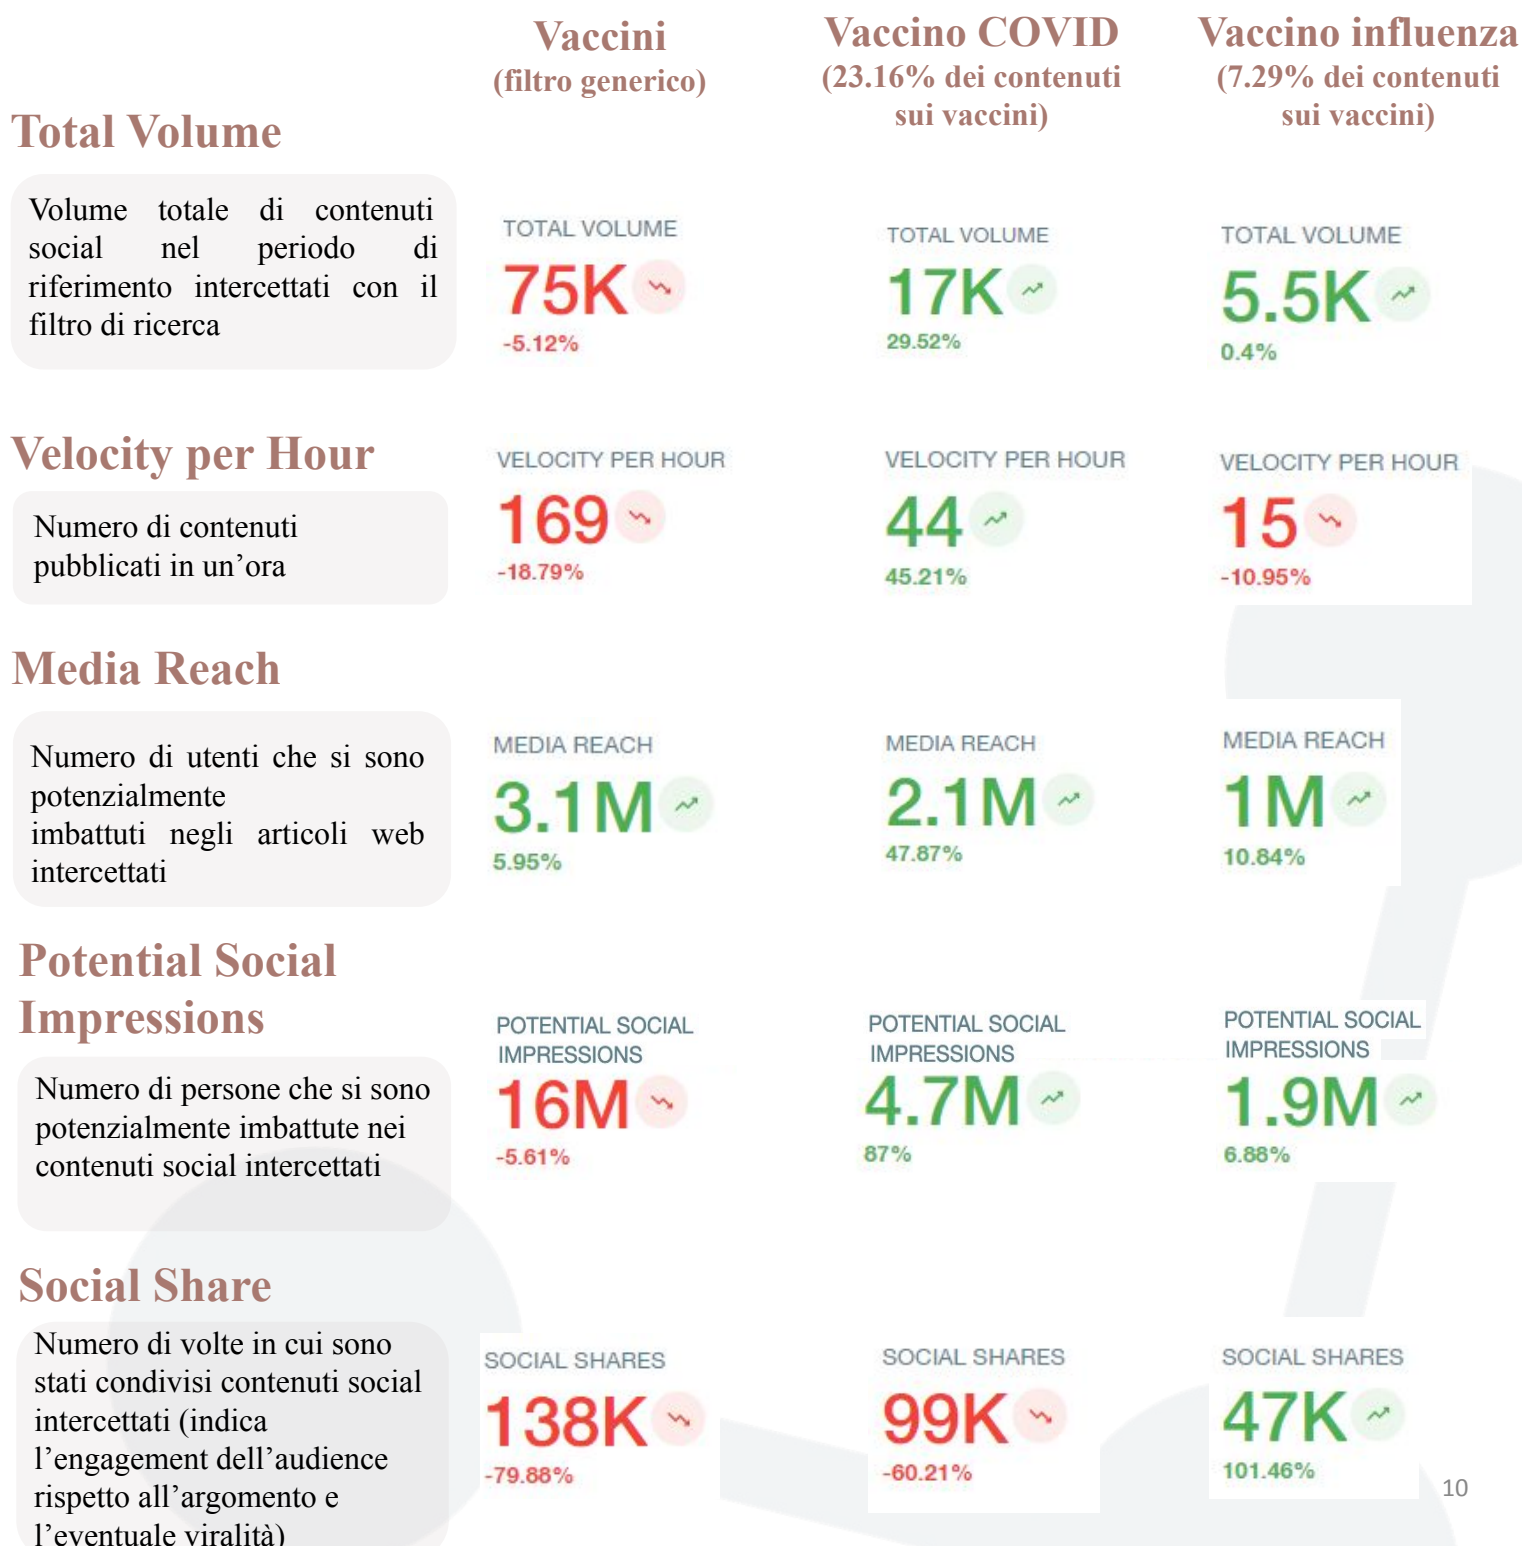 Vaccini
(filtro generico)
Vaccino COVID
(23.16% dei contenuti
sui vaccini)
Vaccino influenza
(7.29% dei contenuti
sui vaccini)
Total Volume
Volume totale di contenuti
social nel periodo di
riferimento intercettati con il
filtro di ricerca
TOTAL VOLUME
75K
-5.12%
TOTAL VOLUME
17K
29.52%
TOTAL VOLUME
5.5K
0.4%
Velocity per Hour
Numero di contenuti
pubblicati in un’ora
VELOCITY PER HOUR
169
-18.79%
VELOCITY PER HOUR
44
45.21%
VELOCITY PER HOUR
15
-10.95%
Media Reach
Numero di utenti che si sono
potenzialmente
imbattuti negli articoli web
intercettati
MEDIA REACH
3.1M
5.95%
MEDIA REACH
2.1M
47.87%
MEDIA REACH
1M
10.84%
Potential Social
Impressions
Numero di persone che si sono
potenzialmente imbattute nei
contenuti social intercettati
POTENTIAL SOCIAL
IMPRESSIONS
16M
-5.61%
POTENTIAL SOCIAL
IMPRESSIONS
4.7M
87%
POTENTIAL SOCIAL
IMPRESSIONS
1.9M
6.88%
Social Share
Numero di volte in cui sono
stati condivisi contenuti social
intercettati (indica
l’engagement dell’audience
rispetto all’argomento e
l’eventuale viralità)
SOCIAL SHARES
138K
-79.88%
SOCIAL SHARES
99K
-60.21%
SOCIAL SHARES
47K
101.46%
10